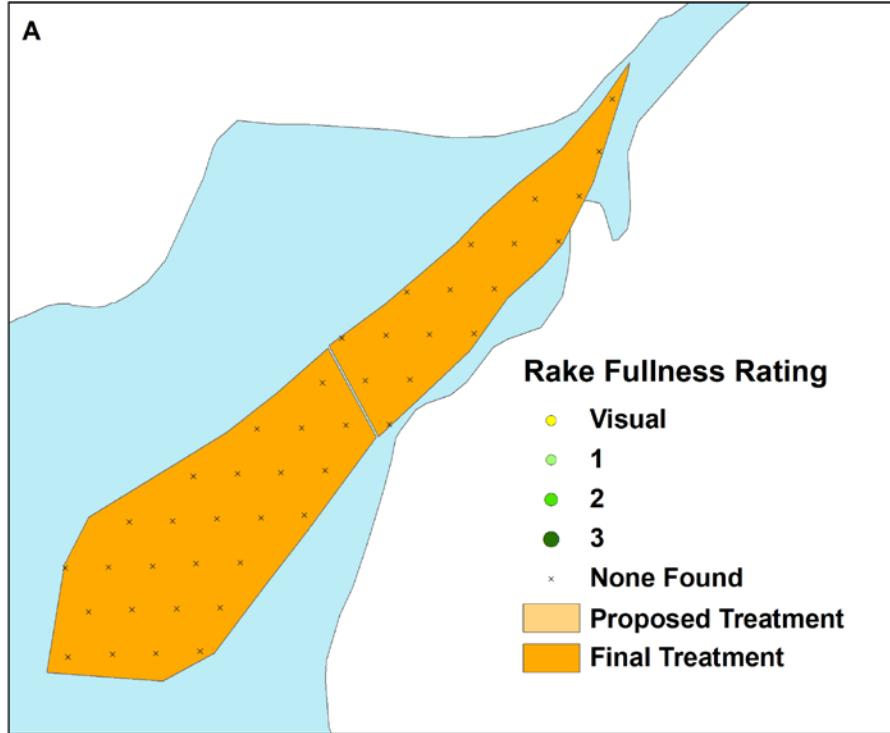 A
Rake Fullness Rating
Visual
1
2
3
None Found
Proposed Treatment
Final Treatment